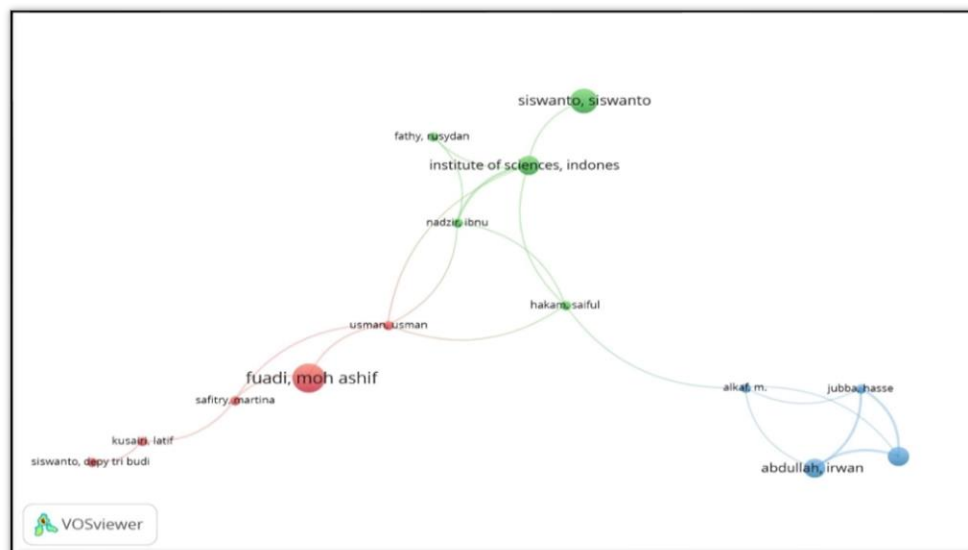 siswanto, siswanto
fathy, rusydan
institute of sciences, indones
nadzir, ibnu
hakam, saiful
usman, usman
fuadi, moh ashif
safitry, martina
alkaf, m.
jubba, hasse
kusairi, latif
siswanto, depy tri budi
abdullah, irwan
VOSviewer